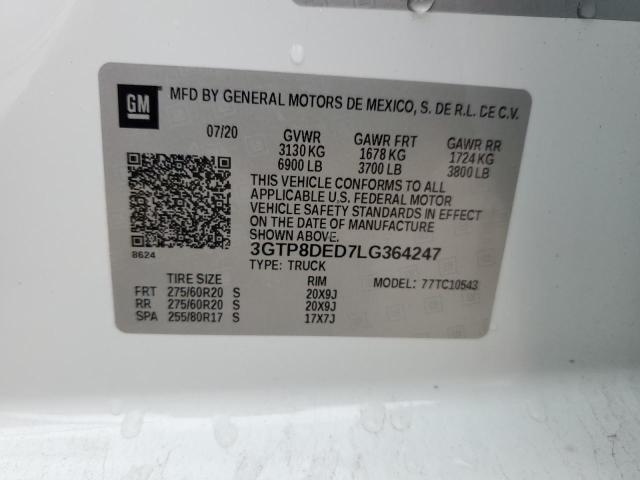 GM
MFD BY GENERAL MOTORS DE MEXICO, S. DE R.L. DE C.V.
07/20 GVWR GAWR FRT GAWR RR
3130 KG 1678 KG 1724 KG
6900 LB 3700 LB 3800 LB
THIS VEHICLE CONFORMS TO ALL
APPLICABLE U.S. FEDERAL MOTOR
VEHICLE SAFETY STANDARDS IN EFFECT
ON THE DATE OF MANUFACTURE
SHOWN ABOVE.
8624
3GTP8DED7LG364247
TYPE: TRUCK
TIRE SIZE RIM MODEL: 77TC10543
FRT 275/60R20 S 20X9J
RR 275/60R20 S 20X9J
SPA 255/80R17 S 17X7J